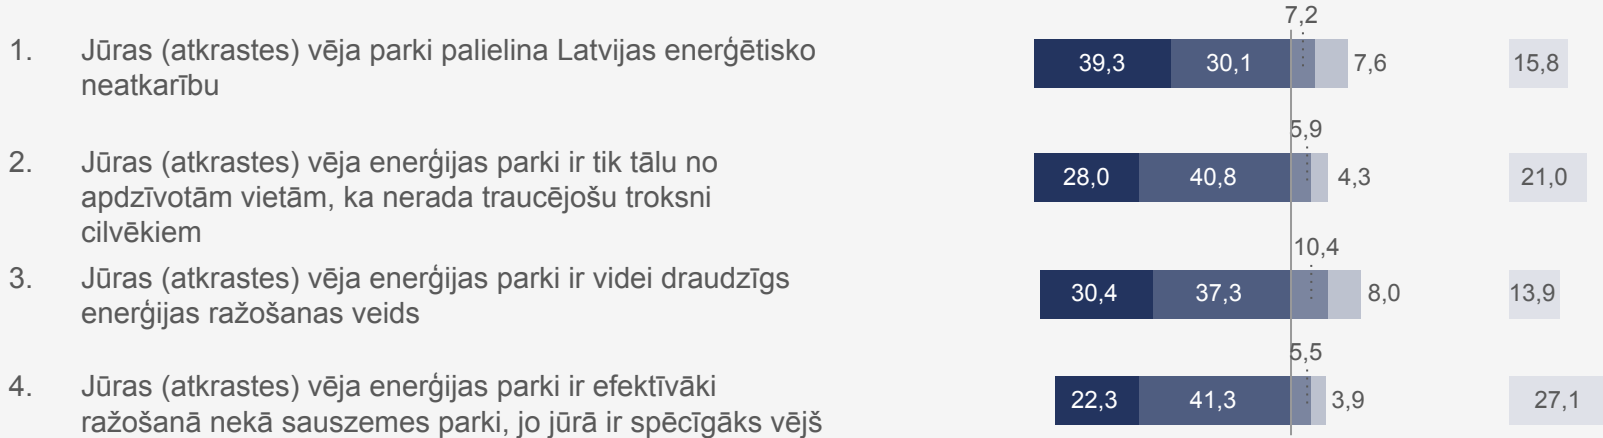 7,2
1. Jūras (atkrastes) vēja parki palielina Latvijas enerģētisko
neatkarību
39,3 30,1 7,6 15,8
5,9
2. Jūras (atkrastes) vēja enerģijas parki ir tik tālu no
apdzīvotām vietām, ka nerada traucējošu troksni
cilvēkiem
28,0 40,8 4,3 21,0
10,4
3. Jūras (atkrastes) vēja enerģijas parki ir videi draudzīgs
enerģijas ražošanas veids
30,4 37,3 8,0 13,9
5,5
4. Jūras (atkrastes) vēja enerģijas parki ir efektīvāki
ražošanā nekā sauszemes parki, jo jūrā ir spēcīgāks vējš
22,3 41,3 3,9 27,1